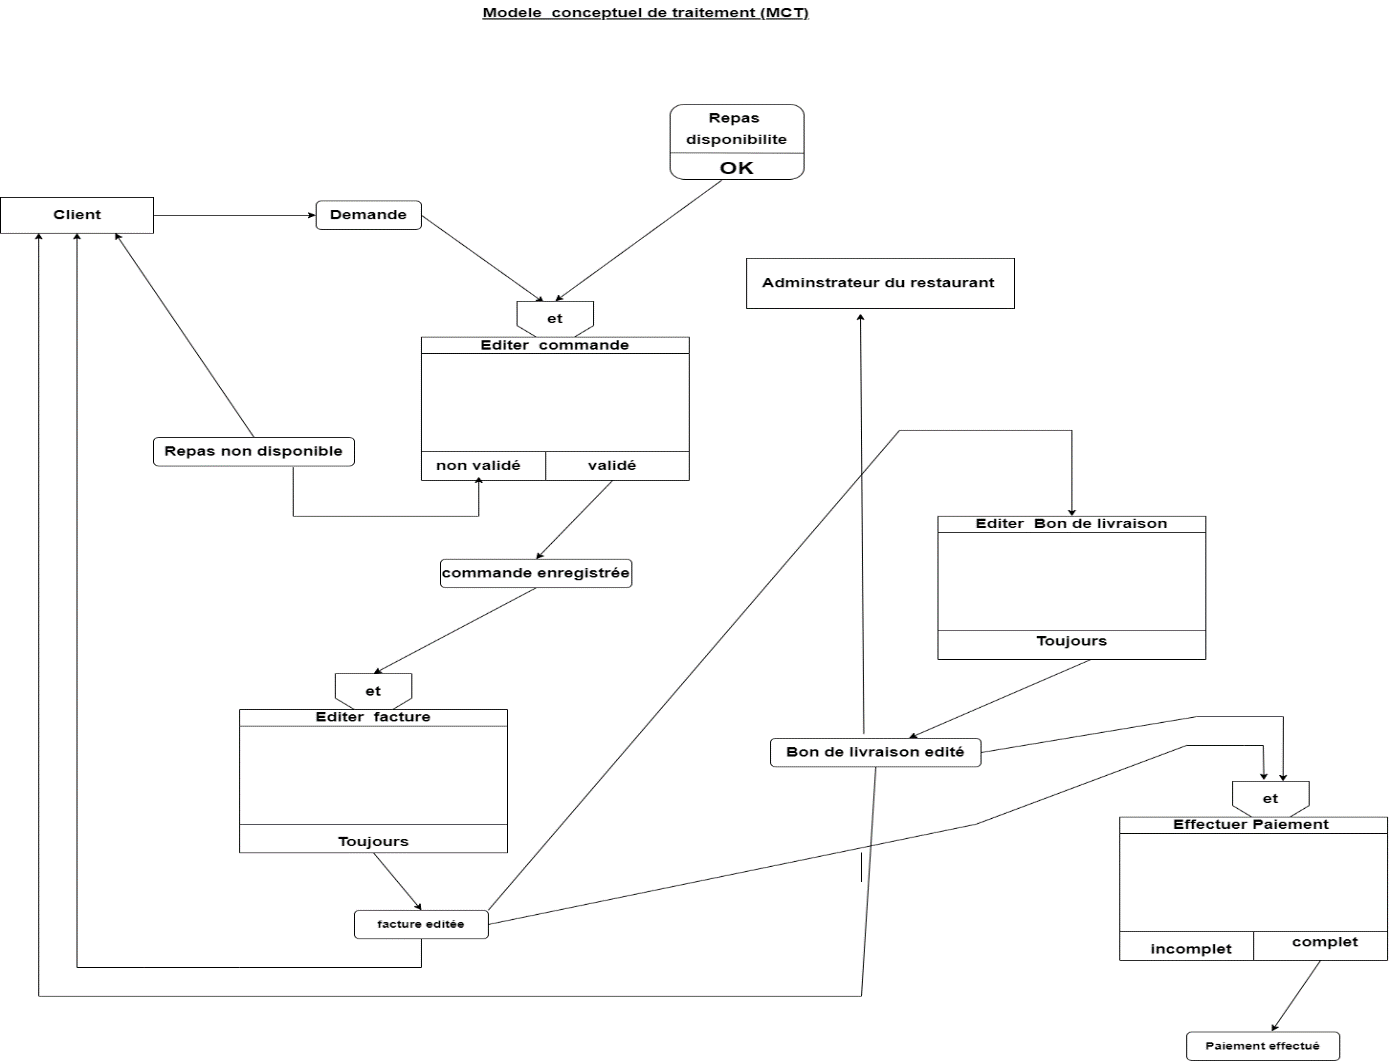 Modele conceptuel de traitement (MCT)
Repas
disponibilite
OK
Client
Demande
Adminstrateur du restaurant
et
Editer commande
Repas non disponible
non validé
validé
Editer Bon de livraison
commande enregistrée
Toujours
et
Editer facture
Bon de livraison edité
et
Effectuer Paiement
Toujours
facture editée
incomplet
complet
Paiement effectué